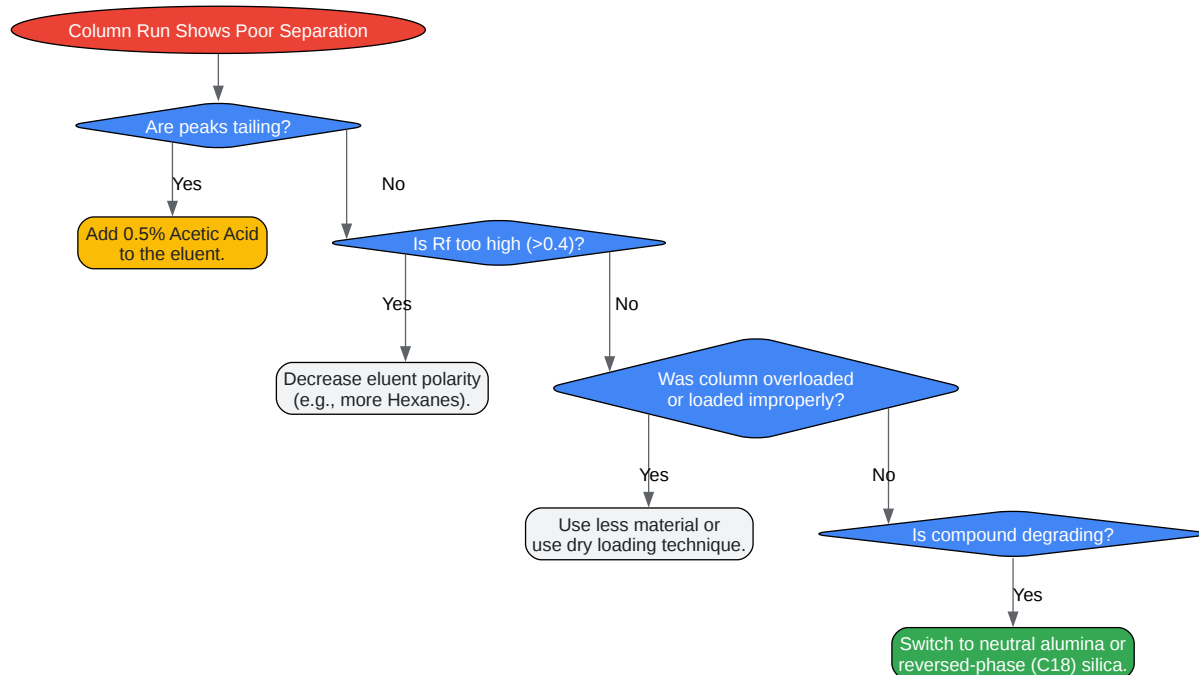 Column Run Shows Poor Separation
Are peaks tailing?
Yes
No
Add 0.5% Acetic Acid
to the eluent.
Is Rf too high (>0.4)?
Yes
No
Decrease eluent polarity
(e.g., more Hexanes).
Was column overloaded
or loaded improperly?
Yes
No
Use less material or
use dry loading technique.
Is compound degrading?
Yes
Switch to neutral alumina or
reversed-phase (C18) silica.